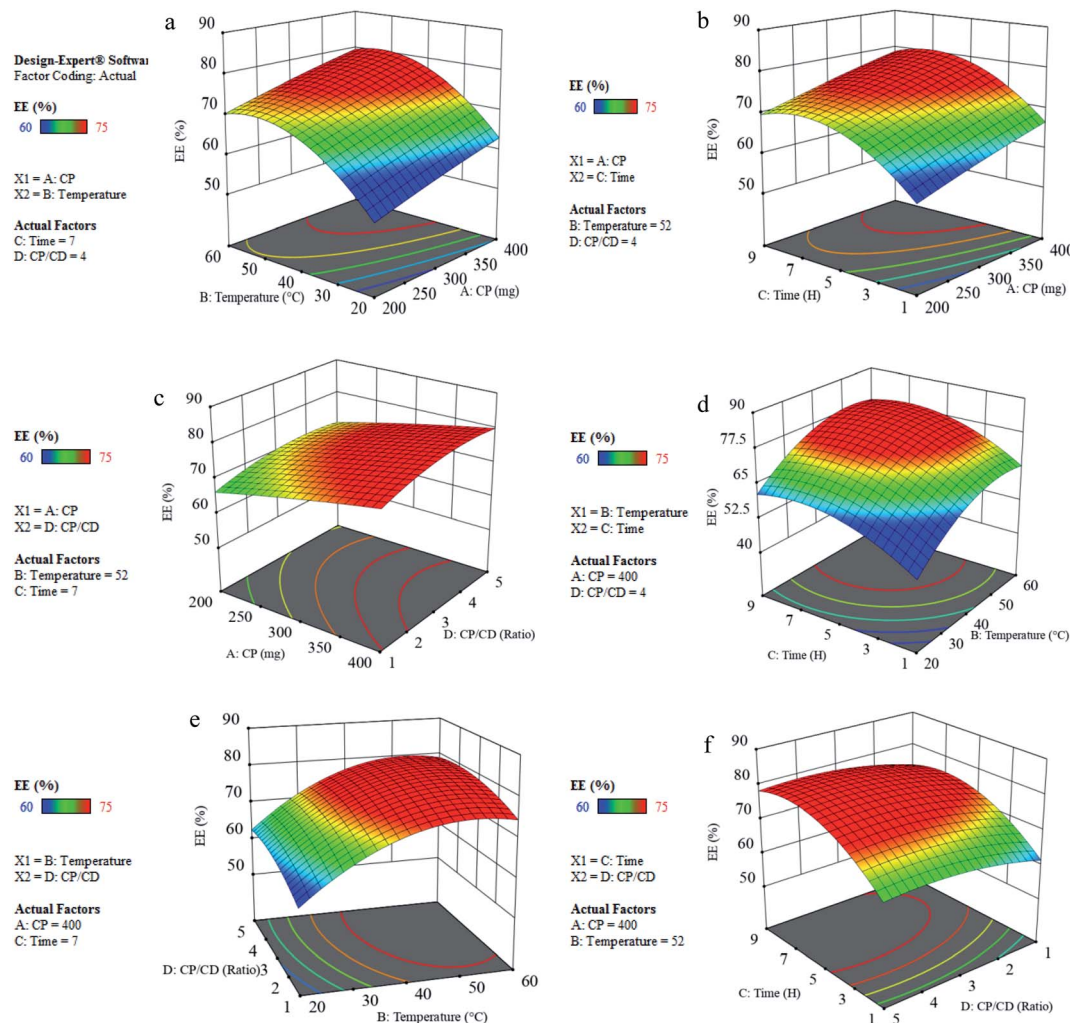 a
Design-Expert® Softwar
Factor Coding: Actual
EE (%)
60 75
X1 = A: CP
X2 = B: Temperature
Actual Factors
C: Time = 7
D: CP/CD = 4
90
80
70
60
50
EE (%)
60
50
40
30
20
B: Temperature (°C)
200
250
300
350
400
A: CP (mg)
b
EE (%)
60 75
X1 = A: CP
X2 = C: Time
Actual Factors
B: Temperature = 52
D: CP/CD = 4
90
80
70
60
50
EE (%)
9
7
5
3
1
C: Time (H)
200
250
300
350
400
A: CP (mg)
c
EE (%)
60 75
X1 = A: CP
X2 = D: CP/CD
Actual Factors
B: Temperature = 52
C: Time = 7
90
80
70
60
50
EE (%)
200
250
300
350
400
A: CP (mg)
1
2
3
4
5
D: CP/CD (Ratio)
d
EE (%)
60 75
X1 = B: Temperature
X2 = C: Time
Actual Factors
A: CP = 400
D: CP/CD = 4
90
77.5
65
52.5
40
EE (%)
9
7
5
3
1
C: Time (H)
20
30
40
50
60
B: Temperature (°C)
e
EE (%)
60 75
X1 = B: Temperature
X2 = D: CP/CD
Actual Factors
A: CP = 400
C: Time = 7
90
80
70
60
50
EE (%)
5
4
3
2
1
D: CP/CD (Ratio)
20
30
40
50
60
B: Temperature (°C)
f
EE (%)
60 75
X1 = C: Time
X2 = D: CP/CD
Actual Factors
A: CP = 400
B: Temperature = 52
90
80
70
60
50
EE (%)
9
7
5
3
1
C: Time (H)
5
4
3
2
1
D: CP/CD (Ratio)